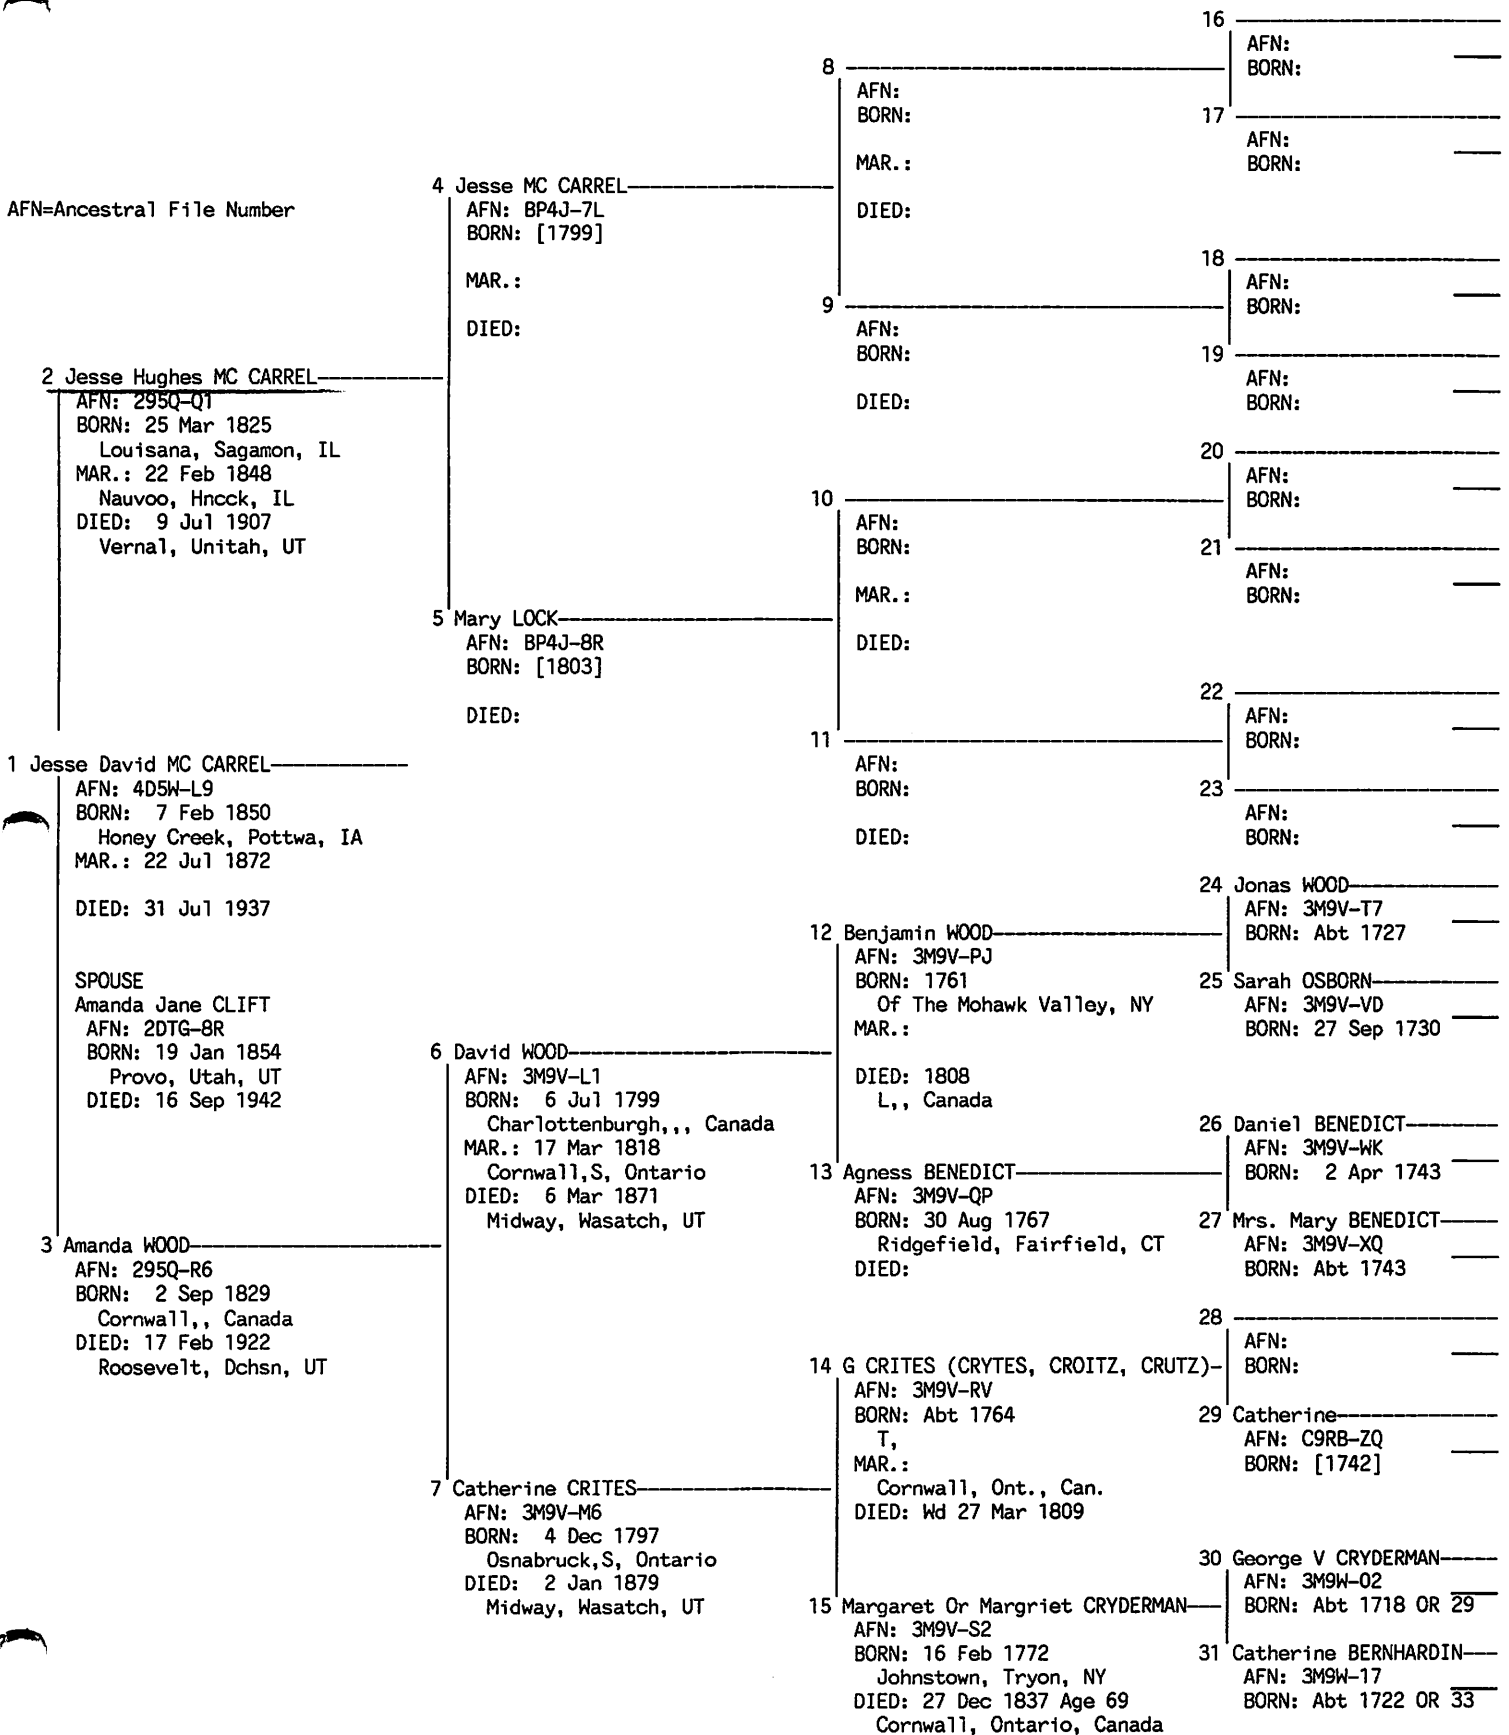 AFN=Ancestral File Number
1 Jesse David MC CARREL
AFN: 4D5W-L9
BORN: 7 Feb 1850
Honey Creek, Pottwa, IA
MAR.: 22 Jul 1872
DIED: 31 Jul 1937
SPOUSE
Amanda Jane CLIFT
AFN: 2DTG-8R
BORN: 19 Jan 1854
Provo, Utah, UT
DIED: 16 Sep 1942
2 Jesse Hughes MC CARREL
AFN: 295Q-Q1
BORN: 25 Mar 1825
Louisana, Sagamon, IL
MAR.: 22 Feb 1848
Nauvoo, Hncck, IL
DIED: 9 Jul 1907
Vernal, Unitah, UT
3 Amanda WOOD
AFN: 295Q-R6
BORN: 2 Sep 1829
Cornwall,, Canada
DIED: 17 Feb 1922
Roosevelt, Dchsn, UT
4 Jesse MC CARREL
AFN: BP4J-7L
BORN: [1799]
MAR.:
DIED:
5 Mary LOCK
AFN: BP4J-8R
BORN: [1803]
DIED:
6 David WOOD
AFN: 3M9V-L1
BORN: 6 Jul 1799
Charlottenburgh,,, Canada
MAR.: 17 Mar 1818
Cornwall,S, Ontario
DIED: 6 Mar 1871
Midway, Wasatch, UT
7 Catherine CRITES
AFN: 3M9V-M6
BORN: 4 Dec 1797
Osnabruck,S, Ontario
DIED: 2 Jan 1879
Midway, Wasatch, UT
8
AFN:
BORN:
MAR.:
DIED:
9
AFN:
BORN:
DIED:
10
AFN:
BORN:
MAR.:
DIED:
11
AFN:
BORN:
DIED:
12 Benjamin WOOD
AFN: 3M9V-PJ
BORN: 1761
Of The Mohawk Valley, NY
MAR.:
DIED: 1808
L,, Canada
13 Agness BENEDICT
AFN: 3M9V-QP
BORN: 30 Aug 1767
Ridgefield, Fairfield, CT
DIED:
14 G CRITES (CRYTES, CROITZ, CRUTZ)
AFN: 3M9V-RV
BORN: Abt 1764
T,
MAR.:
Cornwall, Ont., Can.
DIED: Wd 27 Mar 1809
15 Margaret Or Margriet CRYDERMAN
AFN: 3M9V-S2
BORN: 16 Feb 1772
Johnstown, Tryon, NY
DIED: 27 Dec 1837 Age 69
Cornwall, Ontario, Canada
16
AFN:
BORN:
17
AFN:
BORN:
18
AFN:
BORN:
19
AFN:
BORN:
20
AFN:
BORN:
21
AFN:
BORN:
22
AFN:
BORN:
23
AFN:
BORN:
24 Jonas WOOD
AFN: 3M9V-T7
BORN: Abt 1727
25 Sarah OSBORN
AFN: 3M9V-VD
BORN: 27 Sep 1730
26 Daniel BENEDICT
AFN: 3M9V-WK
BORN: 2 Apr 1743
27 Mrs. Mary BENEDICT
AFN: 3M9V-XQ
BORN: Abt 1743
28
AFN:
BORN:
29 Catherine
AFN: C9RB-ZQ
BORN: [1742]
30 George V CRYDERMAN
AFN: 3M9W-02
BORN: Abt 1718 OR 29
31 Catherine BERNHARDIN
AFN: 3M9W-17
BORN: Abt 1722 OR 33